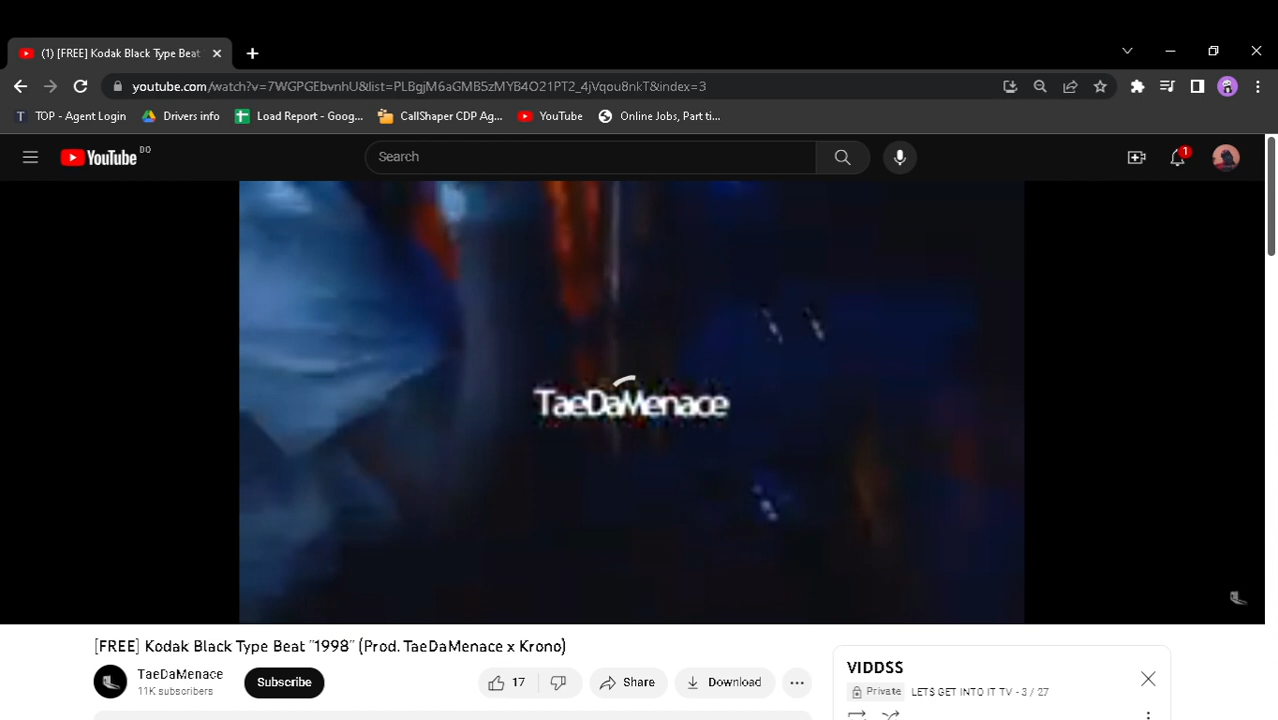 (1) [FREE] Kodak Black Type Beat
youtube.com/watch?v=7WGPGEbvnhU&list=PLBgjM6aGMB5zMYB4O21PT2_4jVqou8nkT&index=3
TOP - Agent Login Drivers info Load Report - Goog... CallShaper CDP Ag... YouTube Online Jobs, Part ti...
YouTube DO Search 1
TaeDaMenace
[FREE] Kodak Black Type Beat "1998" (Prod. TaeDaMenace x Krono)
TaeDaMenace
11K subscribers
Subscribe 17 Share Download
VIDDSS
Private LETS GET INTO IT TV - 3 / 27